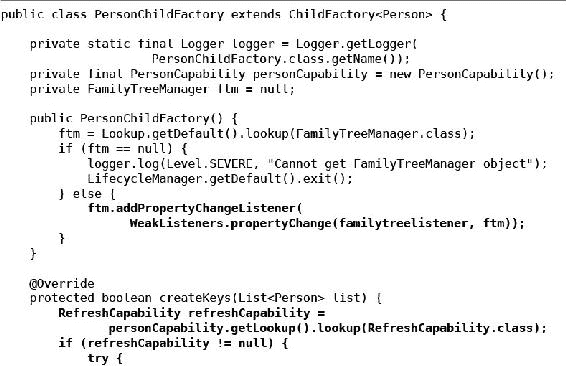 public class PersonChildFactory extends ChildFactory<Person> {
private static final Logger logger = Logger.getLogger(
PersonChildFactory.class.getName());
private final PersonCapability personCapability = new PersonCapability();
private FamilyTreeManager ftm = null;
public PersonChildFactory() {
ftm = Lookup.getDefault().lookup(FamilyTreeManager.class);
if (ftm == null) {
logger.log(Level.SEVERE, "Cannot get FamilyTreeManager object");
LifecycleManager.getDefault().exit();
} else {
ftm.addPropertyChangeListener(
WeakListeners.propertyChange(familytreelistener, ftm));
}
}
@Override
protected boolean createKeys(List<Person> list) {
RefreshCapability refreshCapability =
personCapability.getLookup().lookup(RefreshCapability.class);
if (refreshCapability != null) {
try {